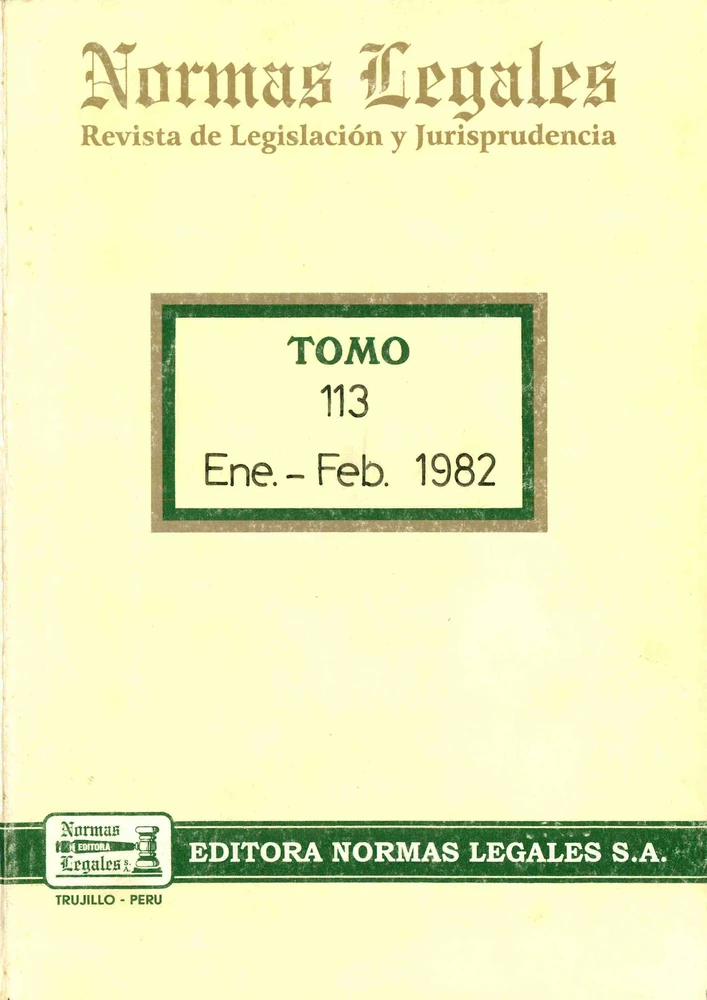 Normas Legales
Revista de Legislación y Jurisprudencia
TOMO
113
Ene. - Feb. 1982
Normas
EDITORA
Legales S.A.
EDITORA NORMAS LEGALES S.A.
TRUJILLO - PERU